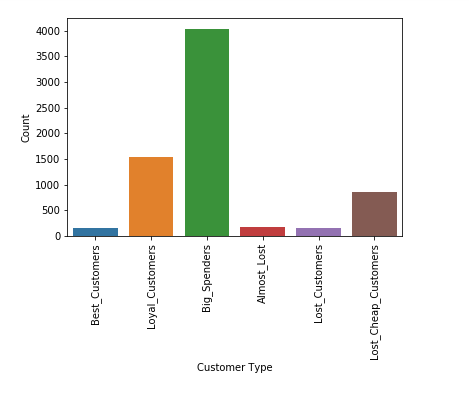 4000
3500
3000
2500
2000
1500
1000
500
0
Count
Best_Customers
Loyal_Customers
Big_Spenders
Almost_Lost
Lost_Customers
Lost_Cheap_Customers
Customer Type